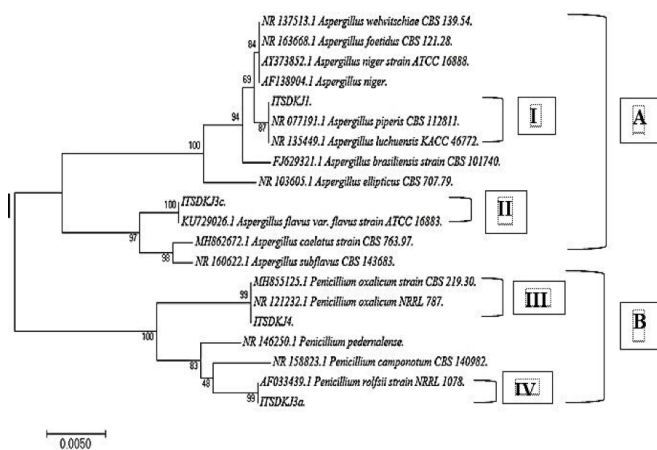 NR 137513.1 Aspergillus welwitschiae CBS 139.54.
84
NR 163668.1 Aspergillus foetidus CBS 121.28.
AY373852.1 Aspergillus niger strain ATCC 16888.
69
AF138904.1 Aspergillus niger.
ITSDKJ1.
94
NR 077191.1 Aspergillus piperis CBS 112811.
I
A
87
NR 135449.1 Aspergillus luchuensis KACC 46772.
100
FJ629321.1 Aspergillus brasiliensis strain CBS 101740.
NR 103605.1 Aspergillus ellipticus CBS 707.79.
100
ITSDKJ3c.
II
KU729026.1 Aspergillus flavus var. flavus strain ATCC 16883.
97
MH862672.1 Aspergillus caelatus strain CBS 763.97.
98
NR 160622.1 Aspergillus subflavus CBS 143683.
MH855125.1 Penicillium oxalicum strain CBS 219.30.
99
NR 121232.1 Penicillium oxalicum NRRL 787.
III
ITSDKJ4.
B
100
NR 146250.1 Penicillium pedernalense.
83
NR 158823.1 Penicillium camponotum CBS 140982.
48
AF033439.1 Penicillium rolfsii strain NRRL 1078.
IV
99
ITSDKJ3a.
0.0050